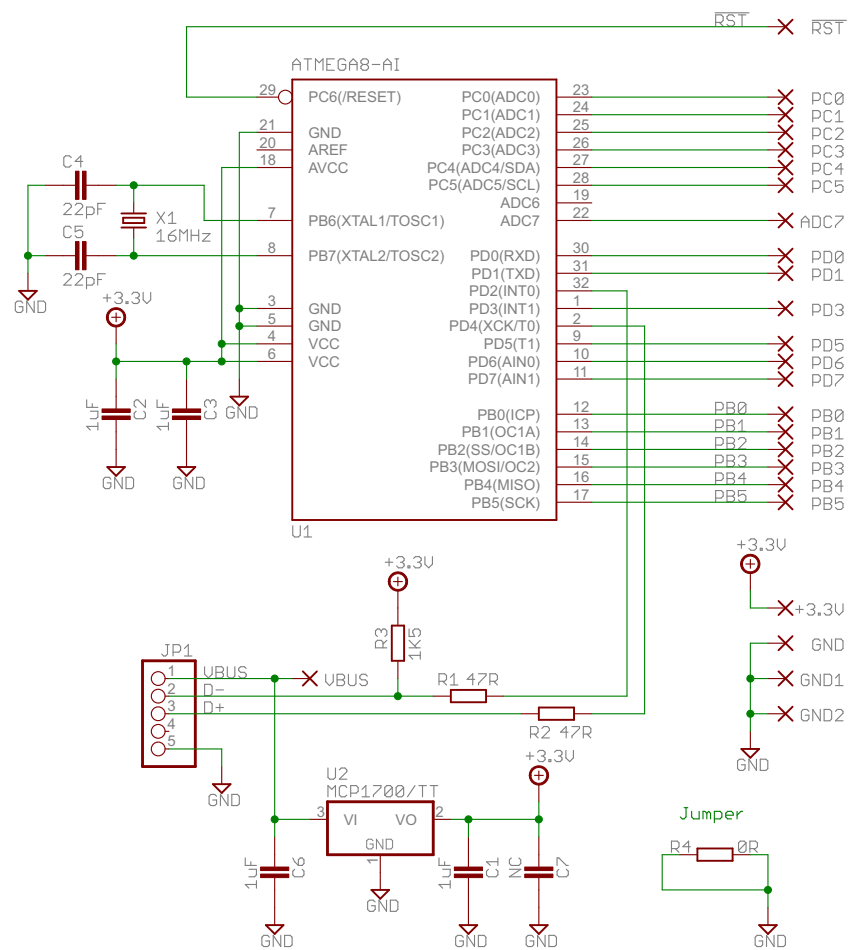 RST
RST
ATMEGA8-AI
29 PC6(/RESET) PC0(ADC0) 23 PC0
PC1(ADC1) 24 PC1
21 GND PC2(ADC2) 25 PC2
20 AREF PC3(ADC3) 26 PC3
18 AVCC PC4(ADC4/SDA) 27 PC4
PC5(ADC5/SCL) 28 PC5
ADC6 19
7 PB6(XTAL1/TOSC1) ADC7 22 ADC7
8 PB7(XTAL2/TOSC2) PD0(RXD) 30 PD0
PD1(TXD) 31 PD1
PD2(INT0) 32
3 GND PD3(INT1) 1 PD3
5 GND PD4(XCK/T0) 2
4 VCC PD5(T1) 9 PD5
6 VCC PD6(AIN0) 10 PD6
PD7(AIN1) 11 PD7
PB0(ICP) 12 PB0 PB0
PB1(OC1A) 13 PB1 PB1
PB2(SS/OC1B) 14 PB2 PB2
PB3(MOSI/OC2) 15 PB3 PB3
PB4(MISO) 16 PB4 PB4
PB5(SCK) 17 PB5 PB5
U1
C4
22pF
X1
16MHz
C5
22pF
GND
+3.3V
1uF C2
1uF C3
GND
GND
GND
+3.3V
R3 1K5
JP1
1 VBUS
VBUS
2 D-
R1 47R
3 D+
R2 47R
4
5
GND
+3.3V
+3.3V
GND
GND1
GND2
GND
U2
MCP1700/TT
3 VI VO 2
GND
1
+3.3V
1uF C6
1uF C1
NC C7
GND
GND
GND
GND
Jumper
R4 0R
GND